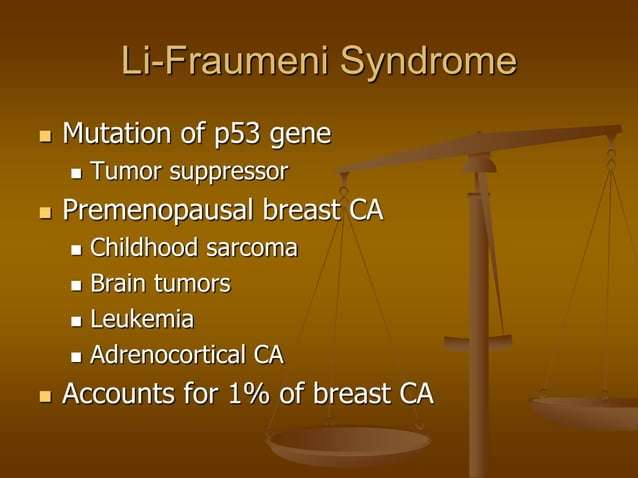 Li-Fraumeni Syndrome
Mutation of p53 gene
Tumor suppressor
Premenopausal breast CA
Childhood sarcoma
Brain tumors
Leukemia
Adrenocortical CA
Accounts for 1% of breast CA